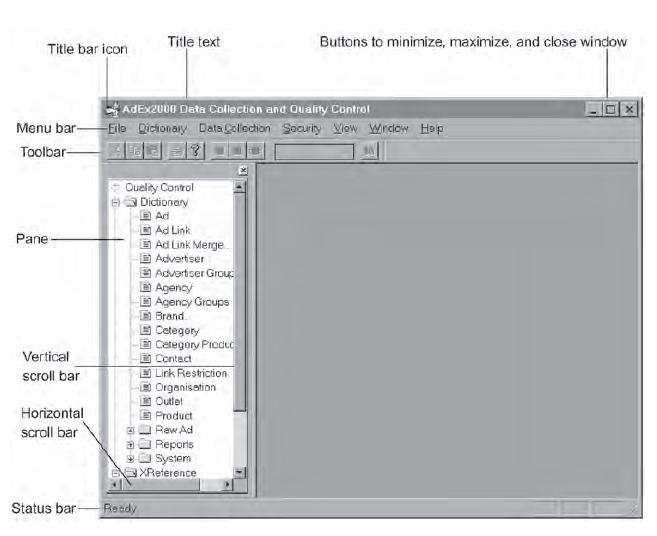 Title bar icon
Title text
Buttons to minimize, maximize, and close window
AdEx2000 Data Collection and Quality Control
Menu bar
File Dictionary Data Collection Security View Window Help
Toolbar
Quality Control
Dictionary
Ad
Ad Link
Pane
Ad Link Merge..
Advertiser
Advertiser Group
Agency
Agency Groups
Brand..
Category
Category Produc
Vertical
scroll bar
Contact
Link Restriction
Organisation
Outlet
Horizontal
scroll bar
Product
Raw Ad
Reports
System
XReference
Status bar
Ready